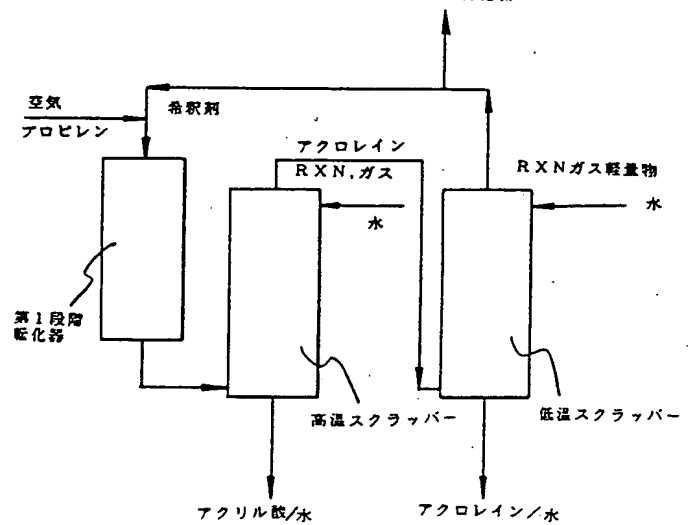 空気
プロピレン
希釈剤
アクロレイン
RXN.ガス
水
RXNガス軽量物
水
第1段階
転化器
高温スクラッパー
低温スクラッパー
アクリル酸/水
アクロレイン/水